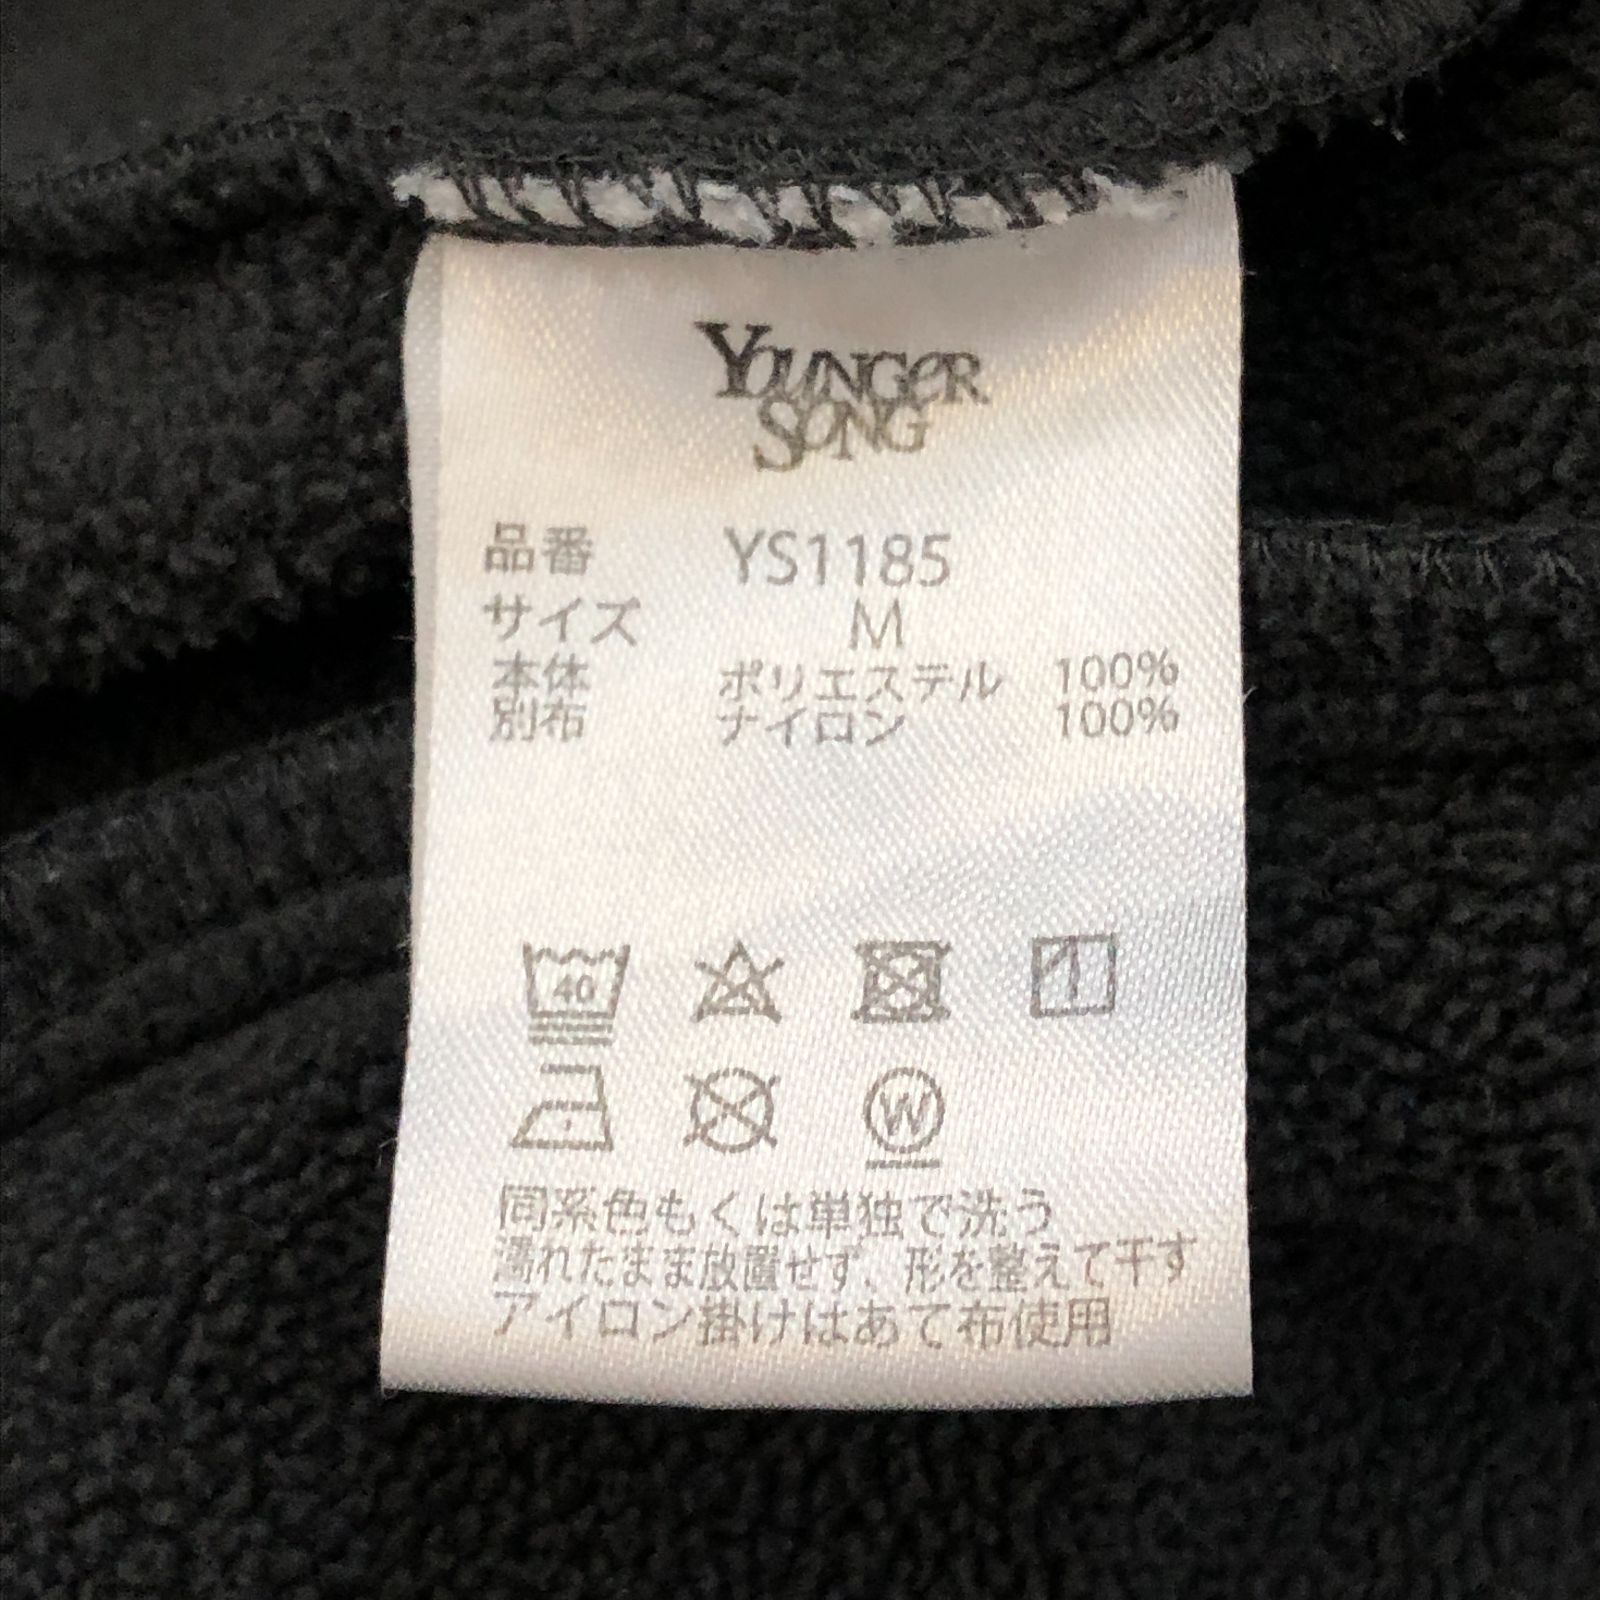 YOUNGER
SONG
品番 YS1185
サイズ M
本体 ポリエステル 100%
別布 ナイロン 100%
40
W
同系色もくは単独で洗う
濡れたまま放置せず、形を整えて干す
アイロン掛けはあて布使用